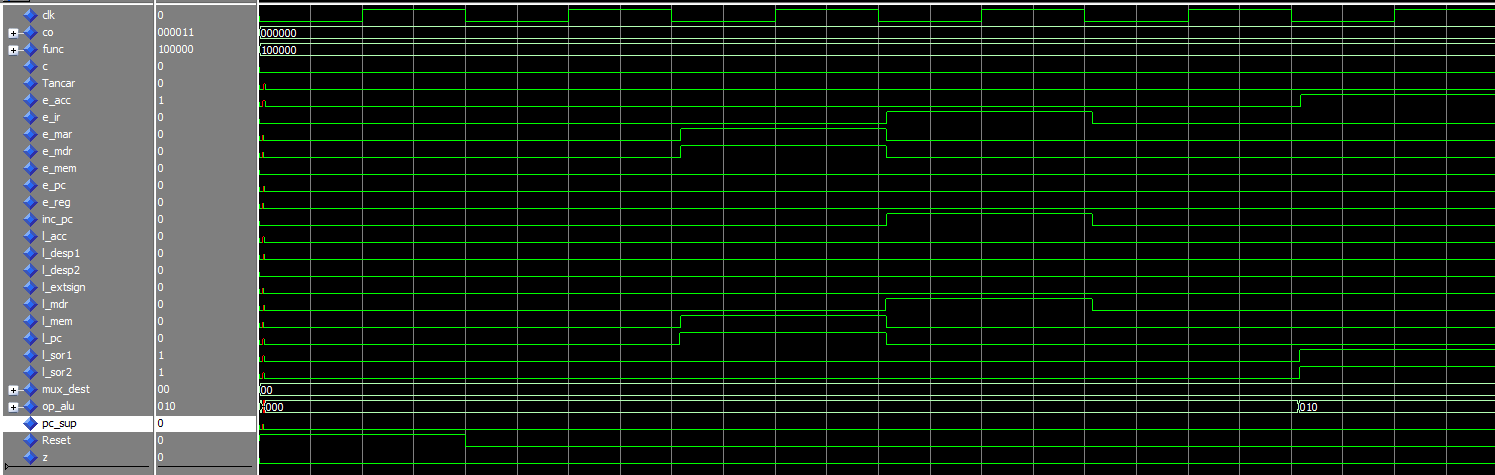 clk 0
co 000011 000000
func 100000 100000
c 0
Tancar 0
e_acc 1
e_ir 0
e_mar 0
e_mdr 0
e_mem 0
e_pc 0
e_reg 0
inc_pc 0
l_acc 0
l_desp1 0
l_desp2 0
l_extsign 0
l_mdr 0
l_mem 0
l_pc 0
l_sor1 1
l_sor2 1
mux_dest 00 00
op_alu 010 000 010
pc_sup 0
Reset 0
z 0